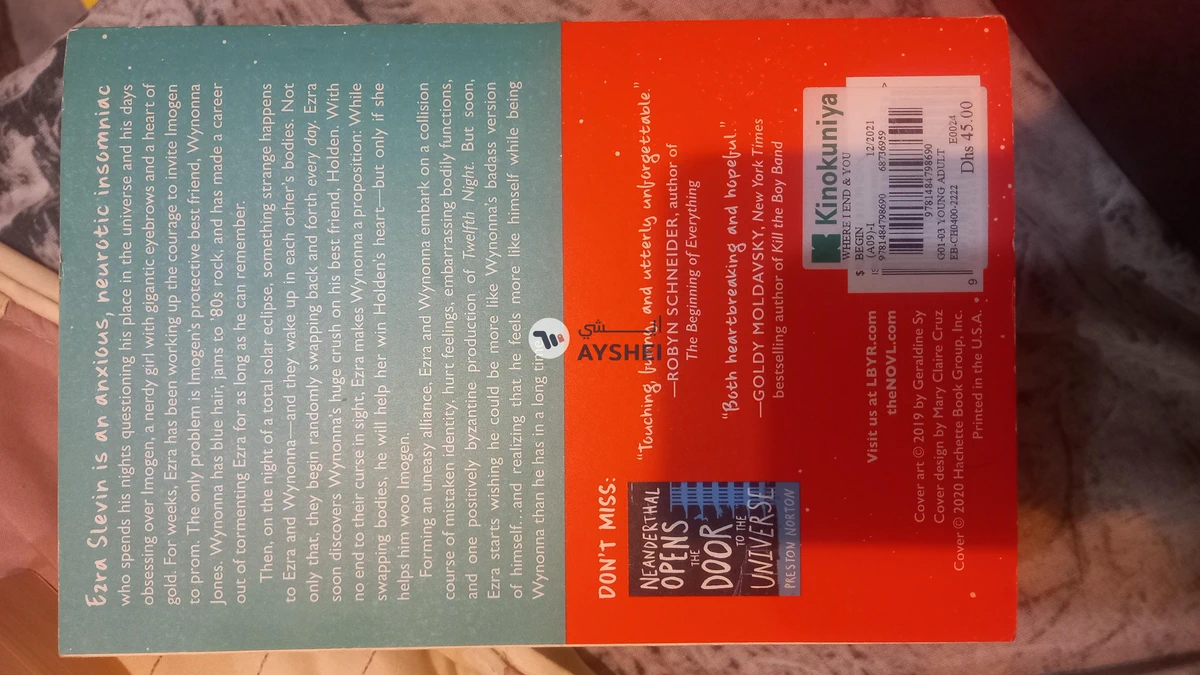 Ezra Slevin is an anxious, neurotic insomniac
who spends his nights questioning his place in the universe and his days
obsessing over Imogen, a nerdy girl with gigantic eyebrows and a heart of
gold. For weeks, Ezra has been working up the courage to invite Imogen
to prom. The only problem is Imogen's protective best friend, Wynonna
Jones. Wynonna has blue hair, jams to '80s rock, and has made a career
out of tormenting Ezra for as long as he can remember.
Then, on the night of a total solar eclipse, something strange happens
to Ezra and Wynonna—and they wake up in each other's bodies. Not
only that, they begin randomly swapping back and forth every day. Ezra
soon discovers Wynonna's huge crush on his best friend, Holden. With
no end to their curse in sight, Ezra makes Wynonna a proposition: While
swapping bodies, he will help her win Holden's heart—but only if she
helps him woo Imogen.
Forming an uneasy alliance, Ezra and Wynonna embark on a collision
course of mistaken identity, hurt feelings, embarrassing bodily functions,
and one positively byzantine production of Twelfth Night. But soon,
Ezra starts wishing he could be more like Wynonna's badass version
of himself...and realizing that he feels more like himself while being
Wynonna than he has in a long time.
DON'T MISS:
NEANDERTHAL
OPENS
THE
DOOR
TO THE
UNIVERSE
PRESTON NORTON
"Touching, funny, and utterly unforgettable."
—ROBYN SCHNEIDER, author of
The Beginning of Everything
"Both heartbreaking and hopeful."
—GOLDY MOLDAVSKY, New York Times
bestselling author of Kill the Boy Band
Visit us at LBYR.com
theNOVL.com
Cover art © 2019 by Geraldine Sy
Cover design by Mary Claire Cruz
Cover © 2020 Hachette Book Group, Inc.
Printed in the U.S.A.
Kinokuniya
WHERE I END & YOU
BEGIN
(A09)-1 12/2021
9781484798690 68736959
9781484798690
G01-03 YOUNG ADULT E0024
EB-CH0400-2222 Dhs 45.00
$
9
>
آيـــشي
AYSHEI